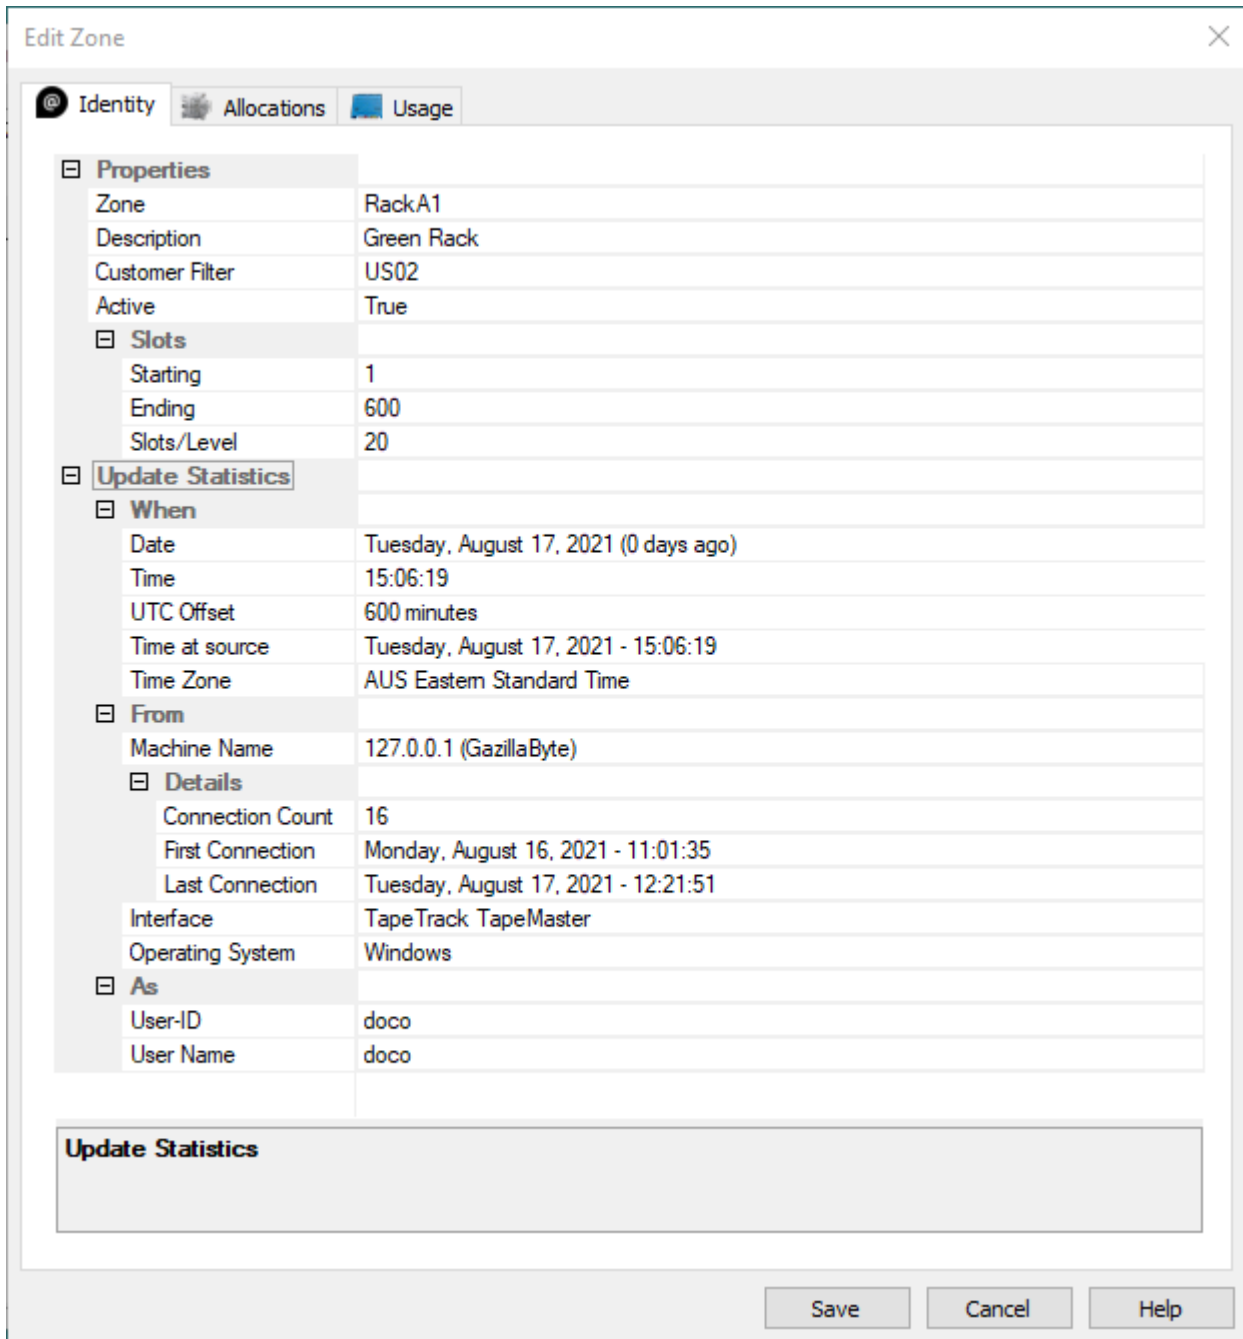 Edit Zone
Identity Allocations Usage
Properties
Zone RackA1
Description Green Rack
Customer Filter US02
Active True
Slots
Starting 1
Ending 600
Slots/Level 20
Update Statistics
When
Date Tuesday, August 17, 2021 (0 days ago)
Time 15:06:19
UTC Offset 600 minutes
Time at source Tuesday, August 17, 2021 - 15:06:19
Time Zone AUS Eastern Standard Time
From
Machine Name 127.0.0.1 (GazillaByte)
Details
Connection Count 16
First Connection Monday, August 16, 2021 - 11:01:35
Last Connection Tuesday, August 17, 2021 - 12:21:51
Interface TapeTrack TapeMaster
Operating System Windows
As
User-ID doco
User Name doco
Update Statistics
Save Cancel Help